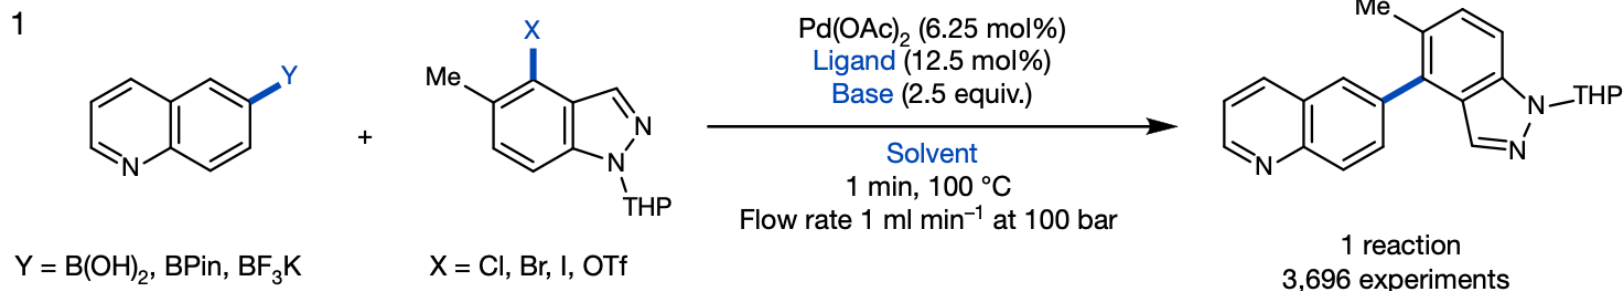 1
Y
N
+
X
Me
N
N
THP
Pd(OAc)₂ (6.25 mol%)
Ligand (12.5 mol%)
Base (2.5 equiv.)
Solvent
1 min, 100 °C
Flow rate 1 ml min⁻¹ at 100 bar
Me
N
N
N
THP
Y = B(OH)₂, BPin, BF₃K
X = Cl, Br, I, OTf
1 reaction
3,696 experiments